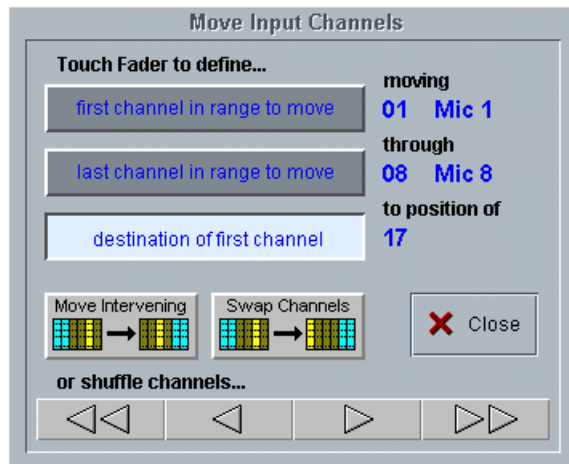 Move Input Channels
Touch Fader to define...
moving
first channel in range to move
01 Mic 1
through
last channel in range to move
08 Mic 8
to position of
destination of first channel
17
Move Intervening
Swap Channels
Close
or shuffle channels...